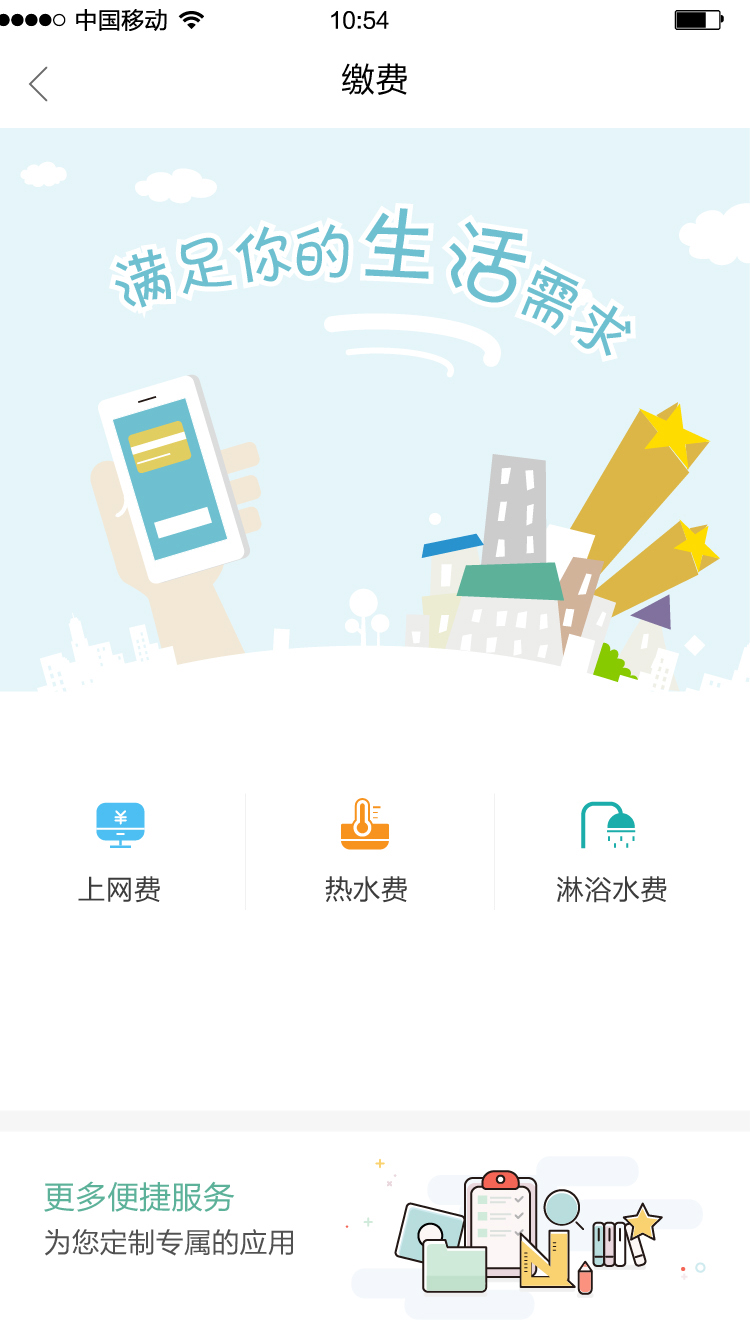 中国移动 10:54
缴费
满足你的生活需求
上网费 热水费 淋浴水费
更多便捷服务
为您定制专属的应用